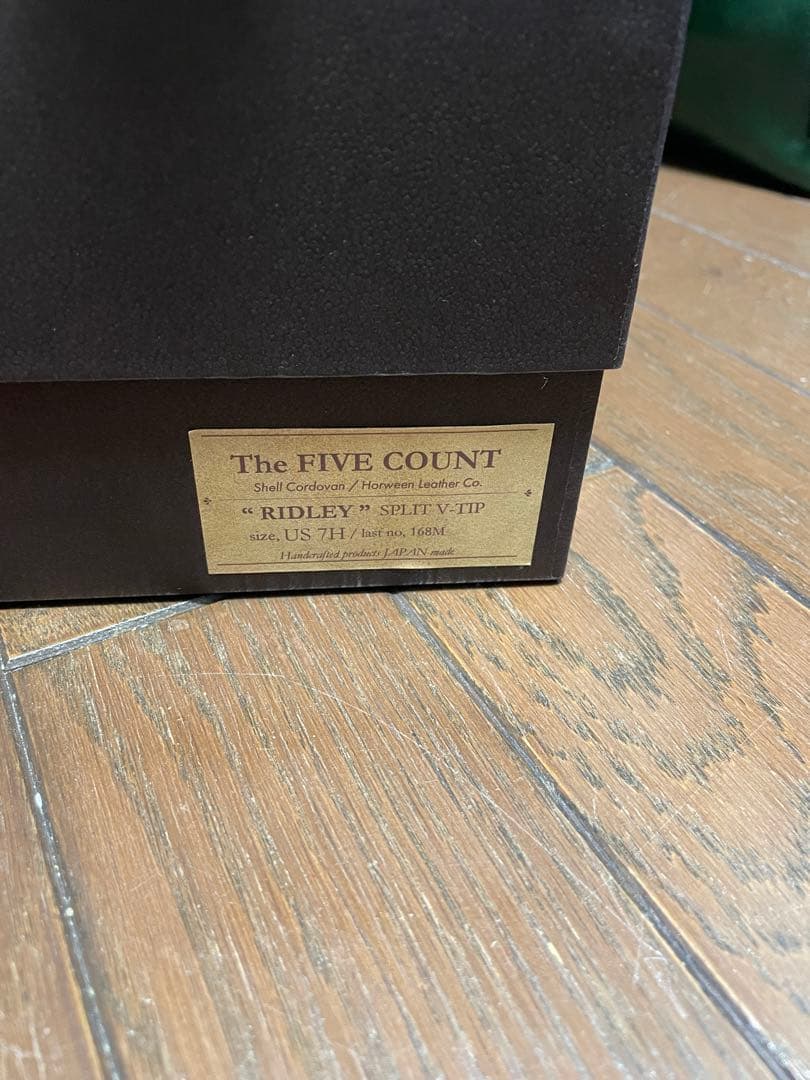 The FIVE COUNT
Shell Cordovan / Horween Leather Co.
“ RIDLEY ” SPLIT V-TIP
size, US 7H / last no, 168M
Handcrafted products JAPAN made